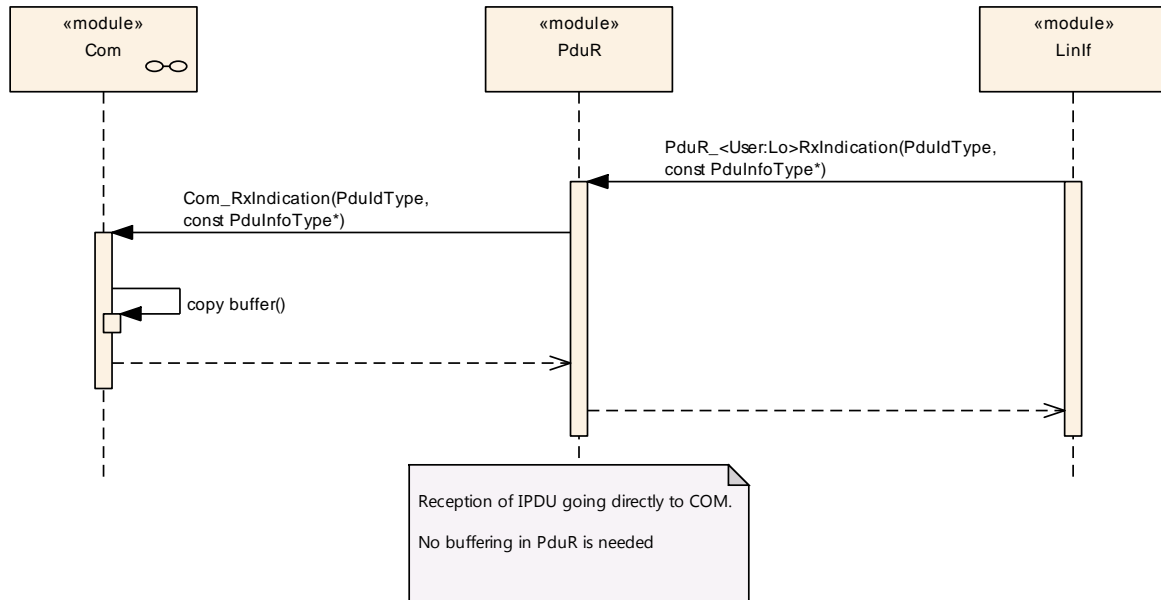 «module»
Com
«module»
PduR
«module»
LinIf
PduR_<User:Lo>RxIndication(PduIdType,
const PduInfoType*)
Com_RxIndication(PduIdType,
const PduInfoType*)
copy buffer()
Reception of IPDU going directly to COM.
No buffering in PduR is needed